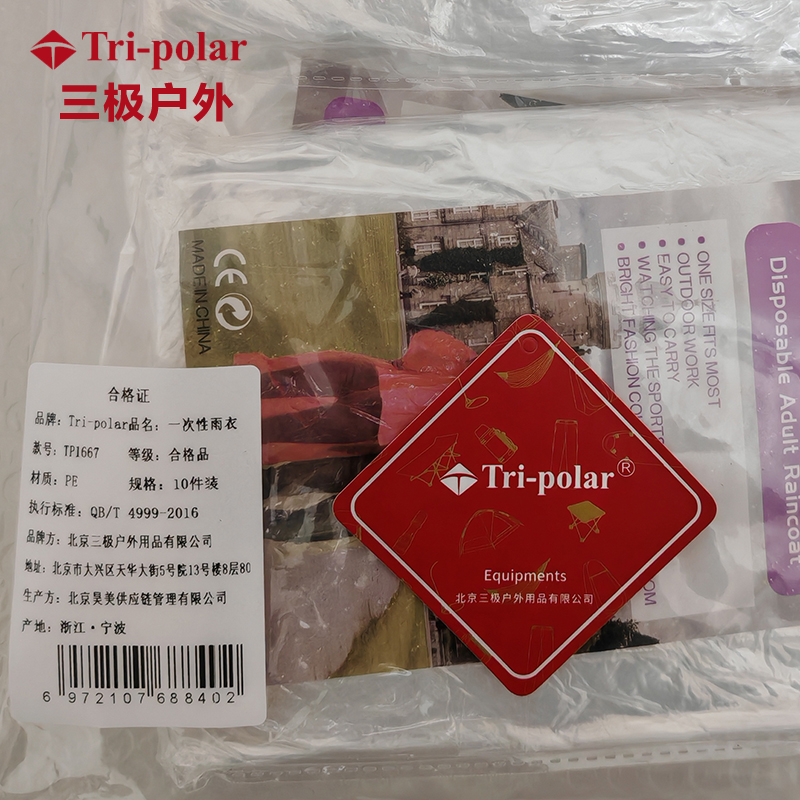 Tri-polar
三极户外
MADE IN CHINA
ONE SIZE FITS MOST
OUTDOOR WORK
EASY TO CARRY
WATCHING THE SPORTS
BRIGHT FASHION
Disposable Adult Raincoat
合格证
品牌: Tri-polar品名: 一次性雨衣
款号: TP1667 等级: 合格品
材质: PE 规格: 10件装
执行标准: QB/T 4999-2016
品牌方: 北京三极户外用品有限公司
地址: 北京市大兴区天华大街5号院13号楼8层80
生产方: 北京昊美供应链管理有限公司
产地: 浙江·宁波
6 972107 688402
Tri-polar®
Equipments
北京三极户外用品有限公司